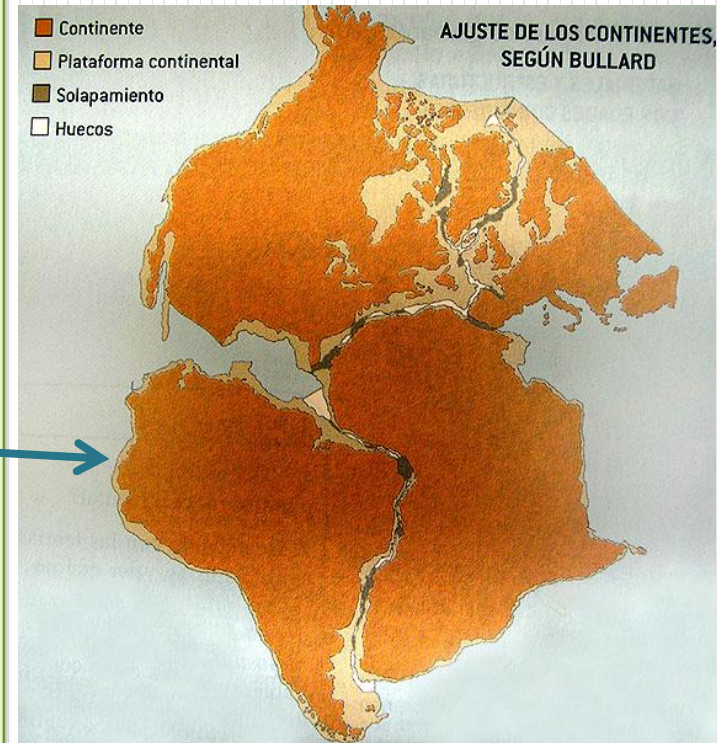 Continente
Plataforma continental
Solapamiento
Huecos
AJUSTE DE LOS CONTINENTES,
SEGÚN BULLARD